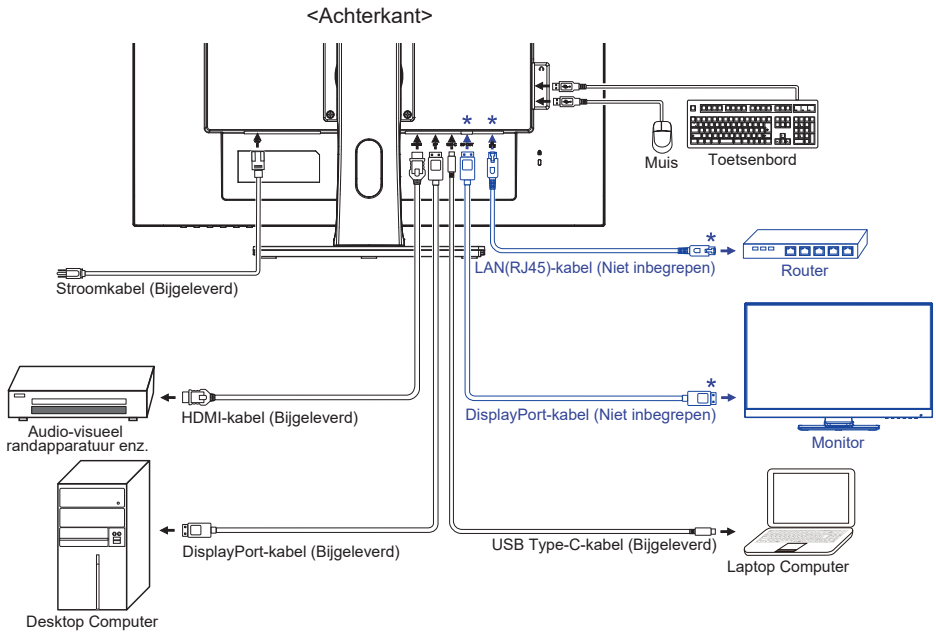 <Achterkant>
*
*
Muis
Toetsenbord
*
LAN(RJ45)-kabel (Niet inbegrepen)
Router
Stroomkabel (Bijgeleverd)
*
HDMI-kabel (Bijgeleverd)
DisplayPort-kabel (Niet inbegrepen)
Audio-visueel
randapparatuur enz.
Monitor
DisplayPort-kabel (Bijgeleverd)
USB Type-C-kabel (Bijgeleverd)
Laptop Computer
Desktop Computer